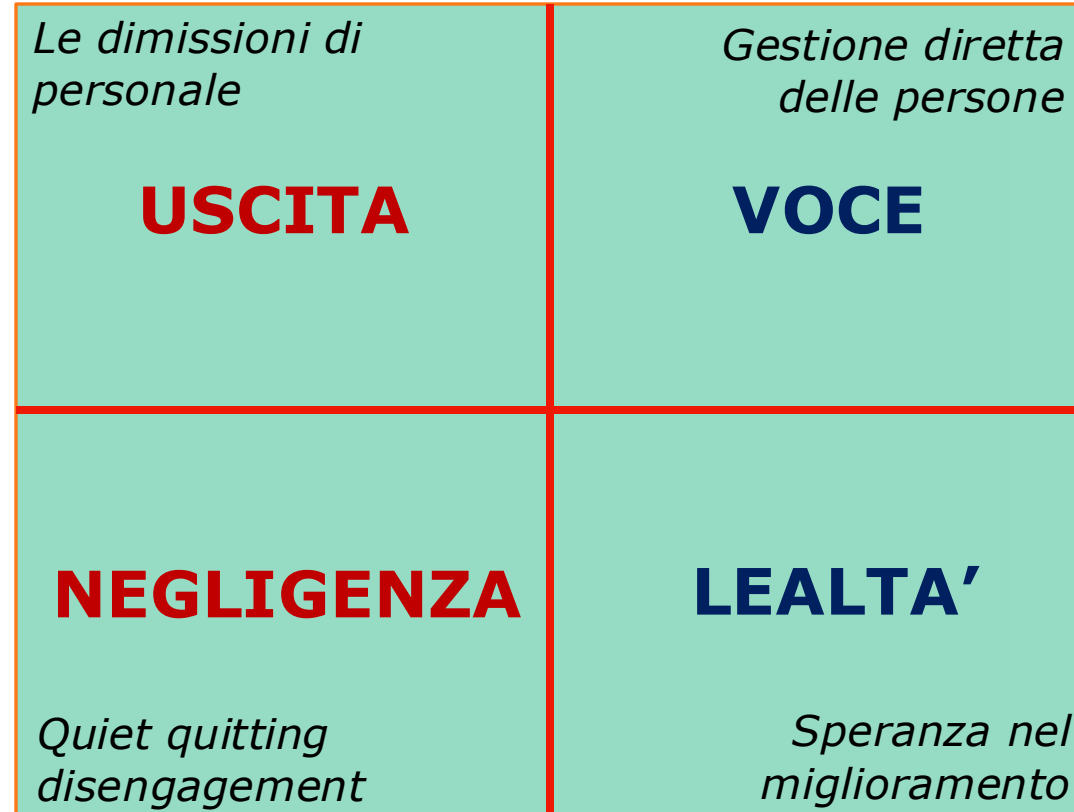 Le dimissioni di
personale
USCITA
Gestione diretta
delle persone
VOCE
NEGLIGENZA
Quiet quitting
disengagement
LEALTA’
Speranza nel
miglioramento